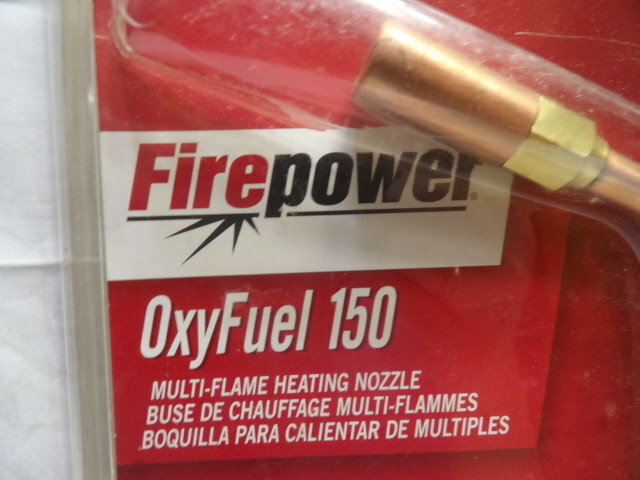 Firepower®
OxyFuel 150
MULTI-FLAME HEATING NOZZLE
BUSE DE CHAUFFAGE MULTI-FLAMMES
BOQUILLA PARA CALIENTAR DE MULTIPLES